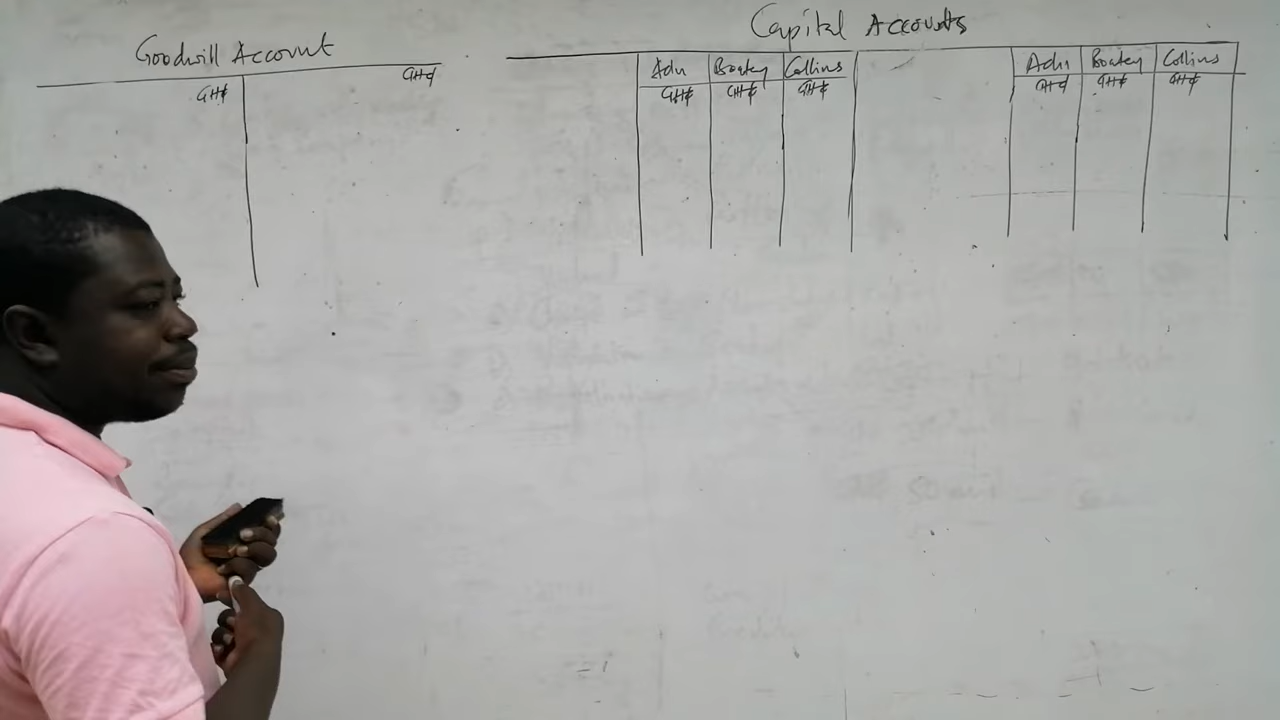 Capital Accounts
Goodwill Account
GH¢
GH¢
Adu Boatey Collins Adu Boatey Collins
GH¢ GH¢ GH¢ GH¢ GH¢ GH¢